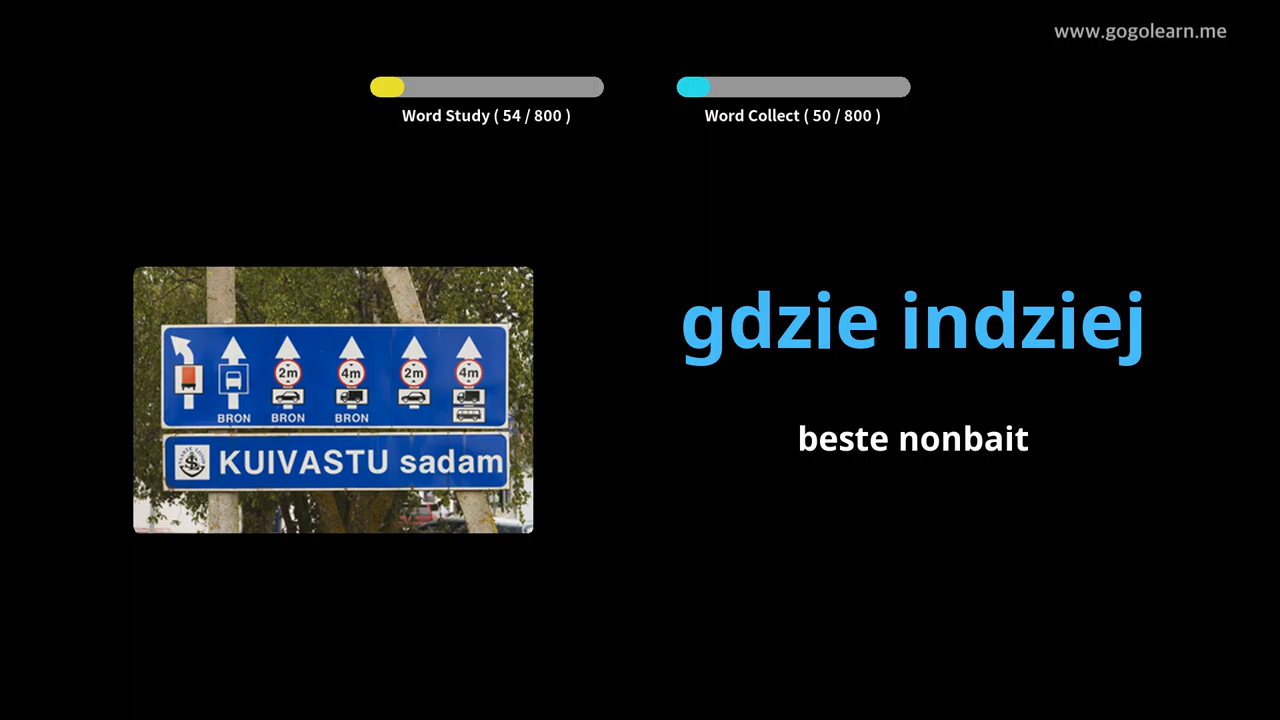 www.gogolearn.me
Word Study ( 54 / 800 )
Word Collect ( 50 / 800 )
gdzie indziej
beste nonbait
2m 4m 2m 4m
BRON BRON BRON
KUIVASTU sadam